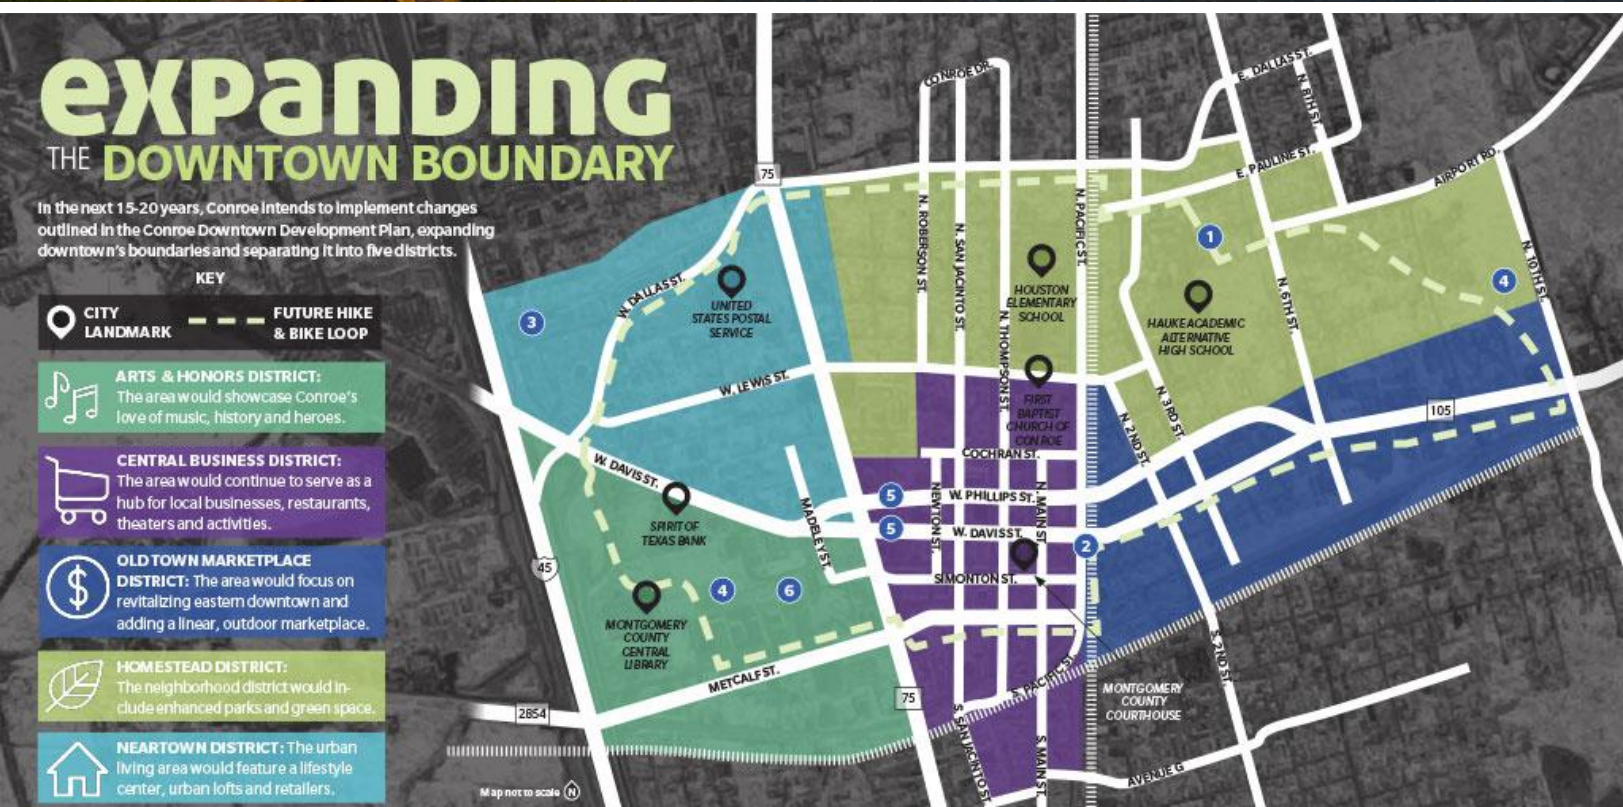 exPanDING
THE DOWNTOWN BOUNDARY
In the next 15-20 years, Conroe intends to implement changes
outlined in the Conroe Downtown Development Plan, expanding
downtown's boundaries and separating it into five districts.
KEY
CITY
LANDMARK
FUTURE HIKE
& BIKE LOOP
ARTS & HONORS DISTRICT:
The area would showcase Conroe's
love of music, history and heroes.
CENTRAL BUSINESS DISTRICT:
The area would continue to serve as a
hub for local businesses, restaurants,
theaters and activities.
$
OLD TOWN MARKETPLACE
DISTRICT: The area would focus on
revitalizing eastern downtown and
adding a linear, outdoor marketplace.
HOMESTEAD DISTRICT:
The neighborhood district would in-
clude enhanced parks and green space.
NEARTOWN DISTRICT: The urban
living area would feature a lifestyle
center, urban lofts and retailers.
Map not to scale N
75
CONROE DR.
E. DALLAS ST.
N. 8TH ST.
E. PAULINE ST.
AIRPORT RD.
N. ROBERSON ST.
N. SAN JACINTO ST.
N. THOMPSON ST.
N. PACIFIC ST.
1
N. 10TH ST.
4
N. 6TH ST.
HOUSTON
ELEMENTARY
SCHOOL
HAUKE ACADEMIC
ALTERNATIVE
HIGH SCHOOL
W. DALLAS ST.
UNITED
STATES POSTAL
SERVICE
3
W. LEWIS ST.
FIRST
BAPTIST
CHURCH OF
CONROE
N. 3RD ST.
N. 2ND ST.
105
COCHRAN ST.
W. DAVIS ST.
SPIRIT OF
TEXAS BANK
MADELEY ST.
5
W. PHILLIPS ST.
5
W. DAVIS ST.
NEWTON ST.
N. MAIN ST.
2
SIMONTON ST.
45
4
6
MONTGOMERY
COUNTY
CENTRAL
LIBRARY
METCALF ST.
2854
75
S. PACIFIC ST.
MONTGOMERY
COUNTY
COURTHOUSE
S. 2ND ST.
S. SAN JACINTO ST.
S. MAIN ST.
AVENUE G